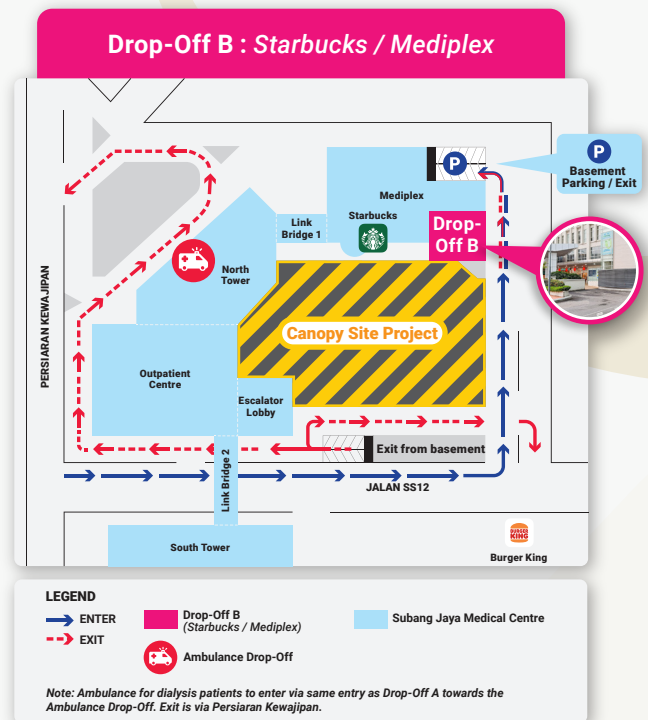 Drop-Off B : Starbucks / Mediplex
P
Basement
Parking / Exit
P
Mediplex
Starbucks
Link
Bridge 1
Drop-
Off B
North
Tower
PERSIARAN KEWAJIPAN
Canopy Site Project
Outpatient
Centre
Escalator
Lobby
Exit from basement
Link Bridge 2
JALAN SS12
South Tower
BURGER
KING
Burger King
LEGEND
ENTER
EXIT
Drop-Off B
(Starbucks / Mediplex)
Ambulance Drop-Off
Subang Jaya Medical Centre
Note: Ambulance for dialysis patients to enter via same entry as Drop-Off A towards the
Ambulance Drop-Off. Exit is via Persiaran Kewajipan.